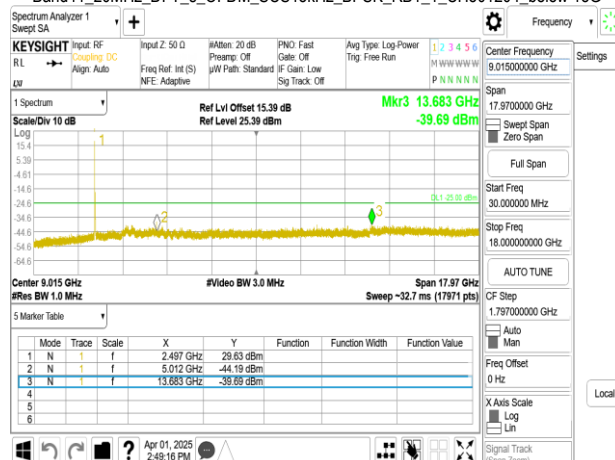 Spectrum Analyzer 1
Swept SA
Frequency
KEYSIGHT
RL
Input: RF
Coupling: DC
Align: Auto
Input Z: 50 Ω
Freq Ref: Int (S)
NFE: Adaptive
#Atten: 20 dB
Preamp: Off
µW Path: Standard
PNO: Fast
Gate: Off
IF Gain: Low
Sig Track: Off
Avg Type: Log-Power
Trig: Free Run
1 2 3 4 5 6
M W W W W W
P N N N N N
Center Frequency
9.015000000 GHz
Settings
Span
17.9700000 GHz
Swept Span
Zero Span
Full Span
Start Freq
30.000000 MHz
Stop Freq
18.000000000 GHz
AUTO TUNE
CF Step
1.797000000 GHz
Auto
Man
Freq Offset
0 Hz
X Axis Scale
Log
Lin
Local
Signal Track
1 Spectrum
Scale/Div 10 dB
Ref Lvl Offset 15.39 dB
Ref Level 25.39 dBm
Mkr3 13.683 GHz
-39.69 dBm
Log
15.4
5.39
-4.61
-14.6
-24.6
-34.6
-44.6
-54.6
-64.6
1
2
3
DL1 -25.00 dBm
Center 9.015 GHz
#Res BW 1.0 MHz
#Video BW 3.0 MHz
Span 17.97 GHz
Sweep ~32.7 ms (17971 pts)
5 Marker Table
Mode Trace Scale X Y Function Function Width Function Value
1 N 1 f 2.497 GHz 29.63 dBm
2 N 1 f 5.012 GHz -44.19 dBm
3 N 1 f 13.683 GHz -39.69 dBm
4
5
6
Apr 01, 2025
2:49:16 PM